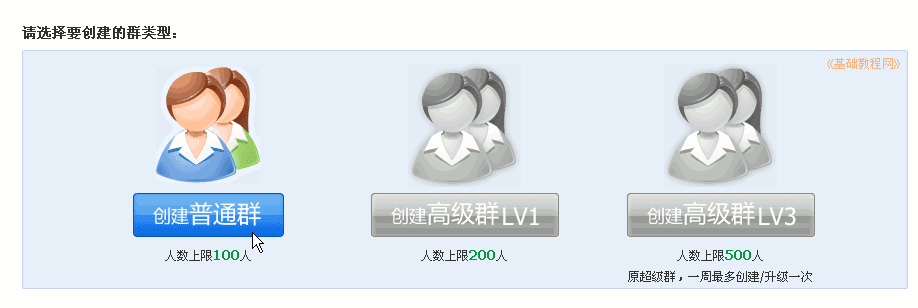 请选择要创建的群类型：
《基础教程网》
创建普通群
创建高级群LV1
创建高级群LV3
人数上限100人
人数上限200人
人数上限500人
原超级群，一周最多创建/升级一次